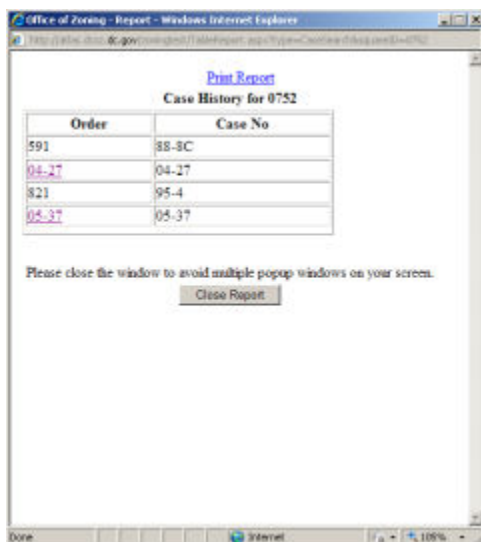 Office of Zoning - Report - Windows Internet Explorer
Print Report
Case History for 0752
Order Case No
591 88-8C
04-27 04-27
821 95-4
05-37 05-37
Please close the window to avoid multiple popup windows on your screen.
Close Report
Done Internet 105%